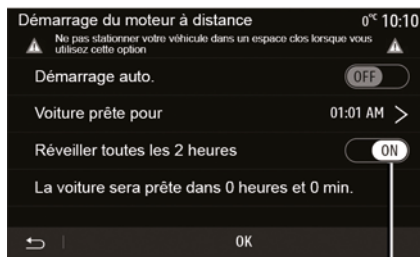 Démarrage du moteur à distance
0°C 10:10
Ne pas stationner votre véhicule dans un espace clos lorsque vous
utilisez cette option
Démarrage auto.
OFF
Voiture prête pour
01:01 AM >
Réveiller toutes les 2 heures
ON
La voiture sera prête dans 0 heures et 0 min.
OK